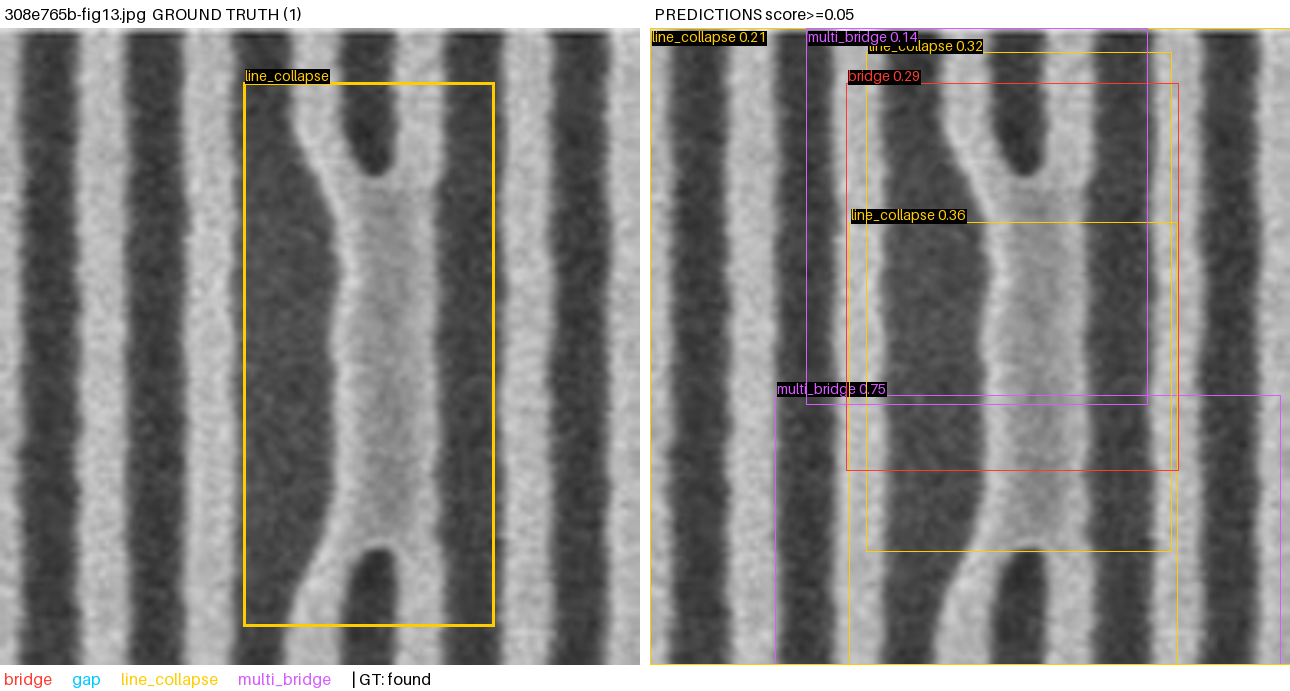 308e765b-fig13.jpg GROUND TRUTH (1)
PREDICTIONS score>=0.05
line_collapse
line_collapse 0.21
multi_bridge 0.14
line_collapse 0.32
bridge 0.29
line_collapse 0.36
multi_bridge 0.75
bridge gap line_collapse multi_bridge | GT: found